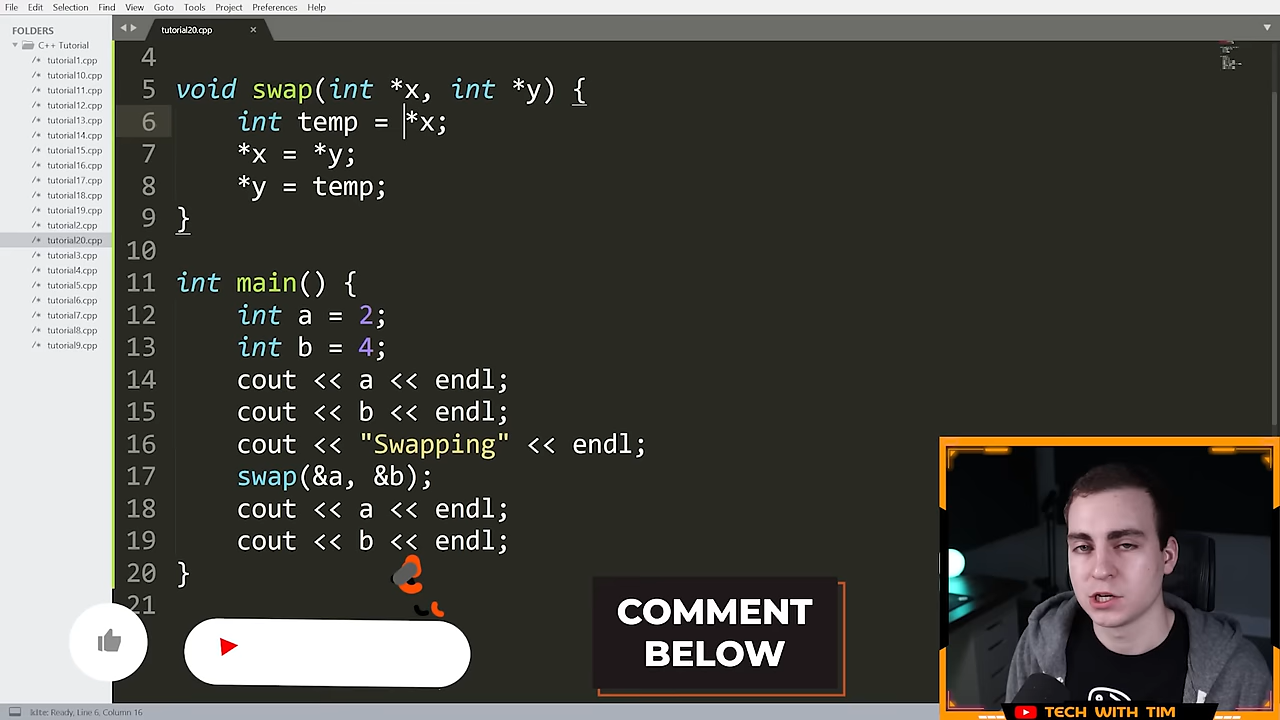 File Edit Selection Find View Goto Tools Project Preferences Help
FOLDERS
C++ Tutorial
/* tutorial1.cpp
/* tutorial10.cpp
/* tutorial11.cpp
/* tutorial12.cpp
/* tutorial13.cpp
/* tutorial14.cpp
/* tutorial15.cpp
/* tutorial16.cpp
/* tutorial17.cpp
/* tutorial18.cpp
/* tutorial19.cpp
/* tutorial2.cpp
/* tutorial20.cpp
/* tutorial3.cpp
/* tutorial4.cpp
/* tutorial5.cpp
/* tutorial6.cpp
/* tutorial7.cpp
/* tutorial8.cpp
/* tutorial9.cpp
tutorial20.cpp ×
4
5 void swap(int *x, int *y) {
6 int temp = *x;
7 *x = *y;
8 *y = temp;
9 }
10
11 int main() {
12 int a = 2;
13 int b = 4;
14 cout << a << endl;
15 cout << b << endl;
16 cout << "Swapping" << endl;
17 swap(&a, &b);
18 cout << a << endl;
19 cout << b << endl;
20 }
21
COMMENT
BELOW
TECH WITH TIM
Ready, Line 6, Column 16